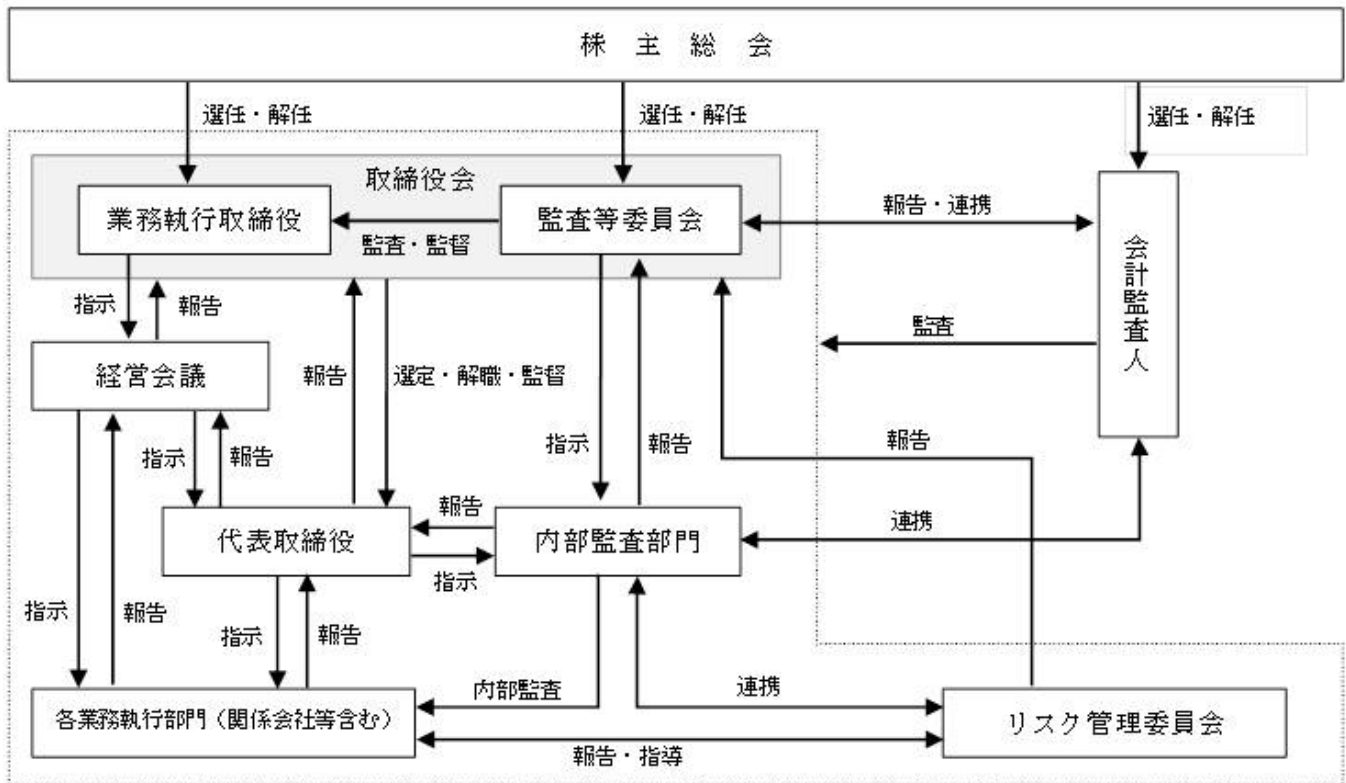 株主総会
選任・解任
選任・解任
選任・解任
取締役会
業務執行取締役
監査等委員会
監査・監督
報告・連携
会計監査人
指示
報告
監査
経営会議
報告
選定・解職・監督
指示
報告
報告
指示
報告
報告
連携
代表取締役
内部監査部門
指示
指示
報告
指示
報告
内部監査
連携
各業務執行部門(関係会社等含む)
リスク管理委員会
報告・指導